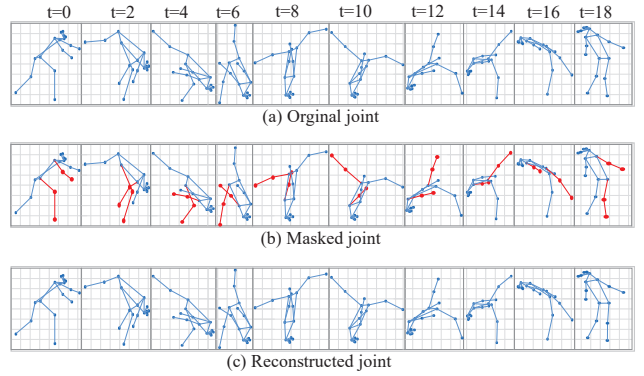 t=0 t=2 t=4 t=6 t=8 t=10 t=12 t=14 t=16 t=18
(a) Orginal joint
(b) Masked joint
(c) Reconstructed joint